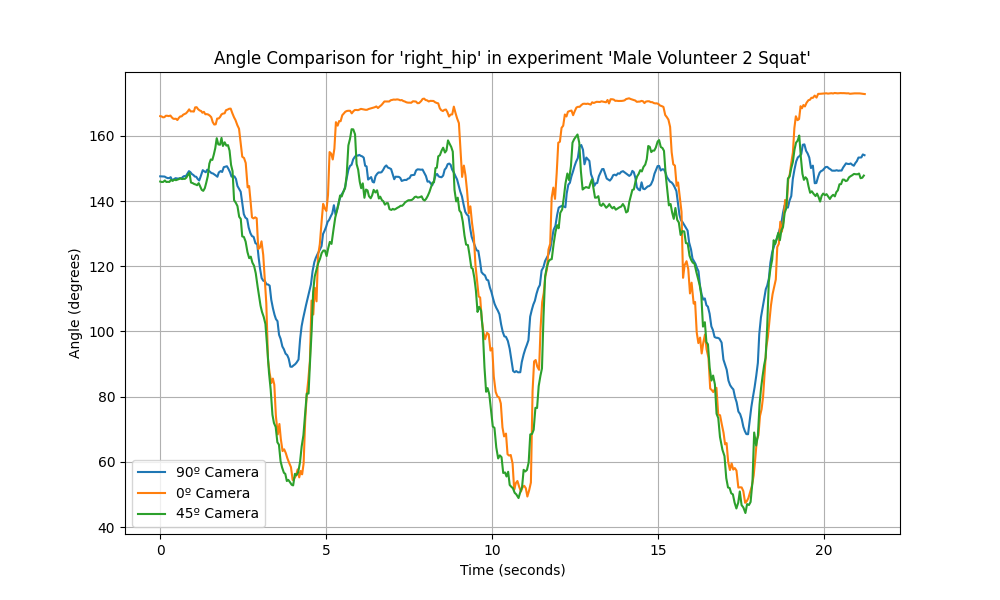 Angle Comparison for 'right_hip' in experiment 'Male Volunteer 2 Squat'
Angle (degrees)
160
140
120
100
80
60
40
90º Camera
0º Camera
45º Camera
0 5 10 15 20
Time (seconds)